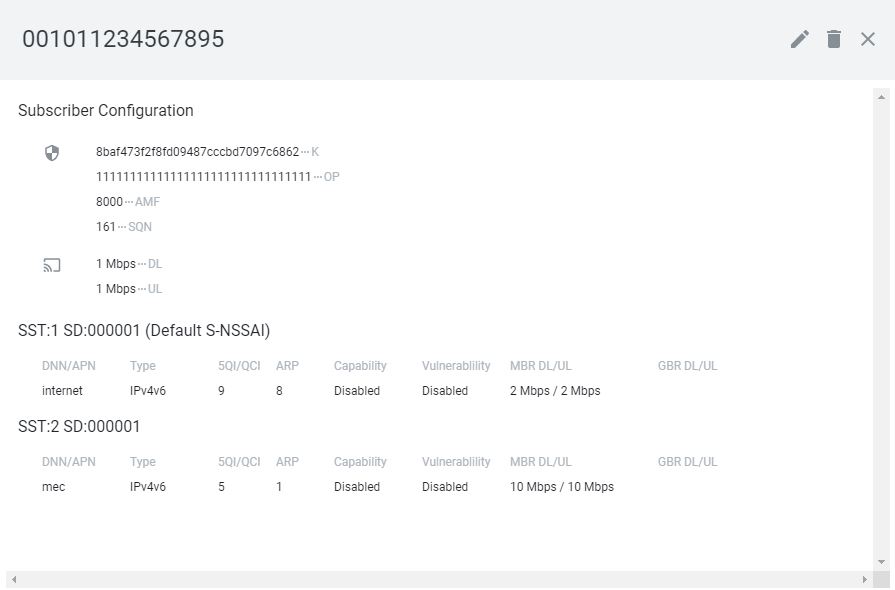 001011234567895
Subscriber Configuration
8baf473f2f8fd09487cccbd7097c6862···K
11111111111111111111111111111111···OP
8000···AMF
161···SQN
1 Mbps···DL
1 Mbps···UL
SST:1 SD:000001 (Default S-NSSAI)
DNN/APN Type 5QI/QCI ARP Capability Vulnerablility MBR DL/UL GBR DL/UL
internet IPv4v6 9 8 Disabled Disabled 2 Mbps / 2 Mbps
SST:2 SD:000001
DNN/APN Type 5QI/QCI ARP Capability Vulnerablility MBR DL/UL GBR DL/UL
mec IPv4v6 5 1 Disabled Disabled 10 Mbps / 10 Mbps